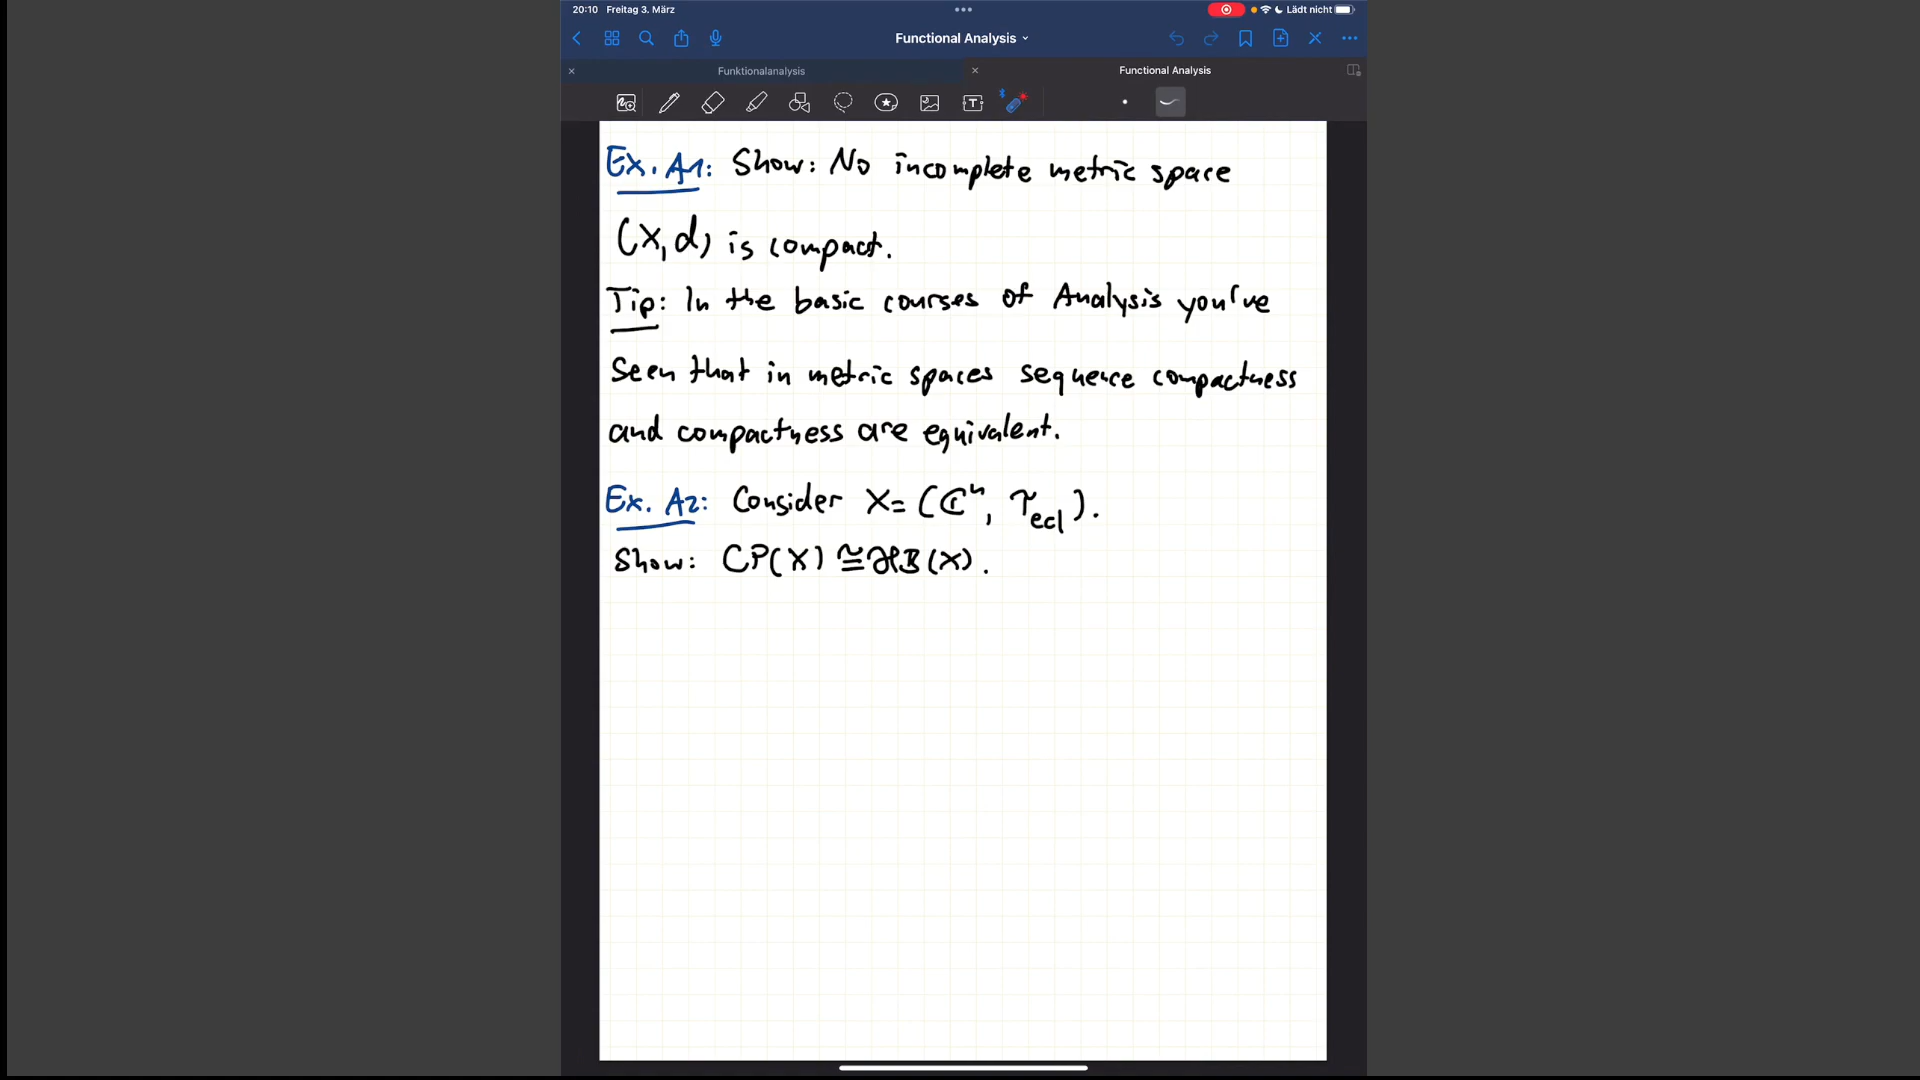 20:10 Freitag 3. März
Lädt nicht
Functional Analysis
Funktionalanalysis
Functional Analysis
Ex. A1: Show: No incomplete metric space
(X, d) is compact.
Tip: In the basic courses of Analysis you've
Seen that in metric spaces sequence compactness
and compactness are equivalent.
Ex. A2: Consider X = (ℂⁿ, τ_ecl).
Show: CP(X) ≅ ℋB(X).